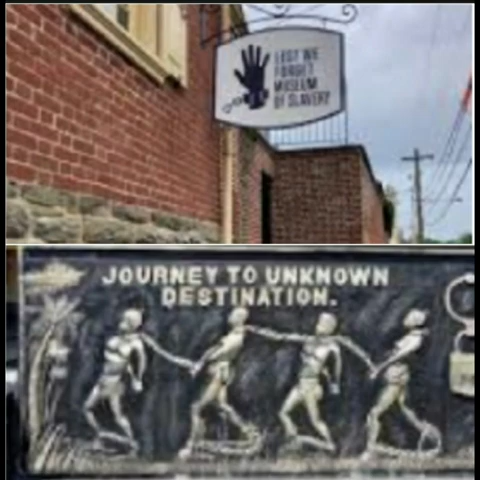 LEST WE
FORGET
MUSEUM
OF SLAVERY
JOURNEY TO UNKNOWN
DESTINATION.